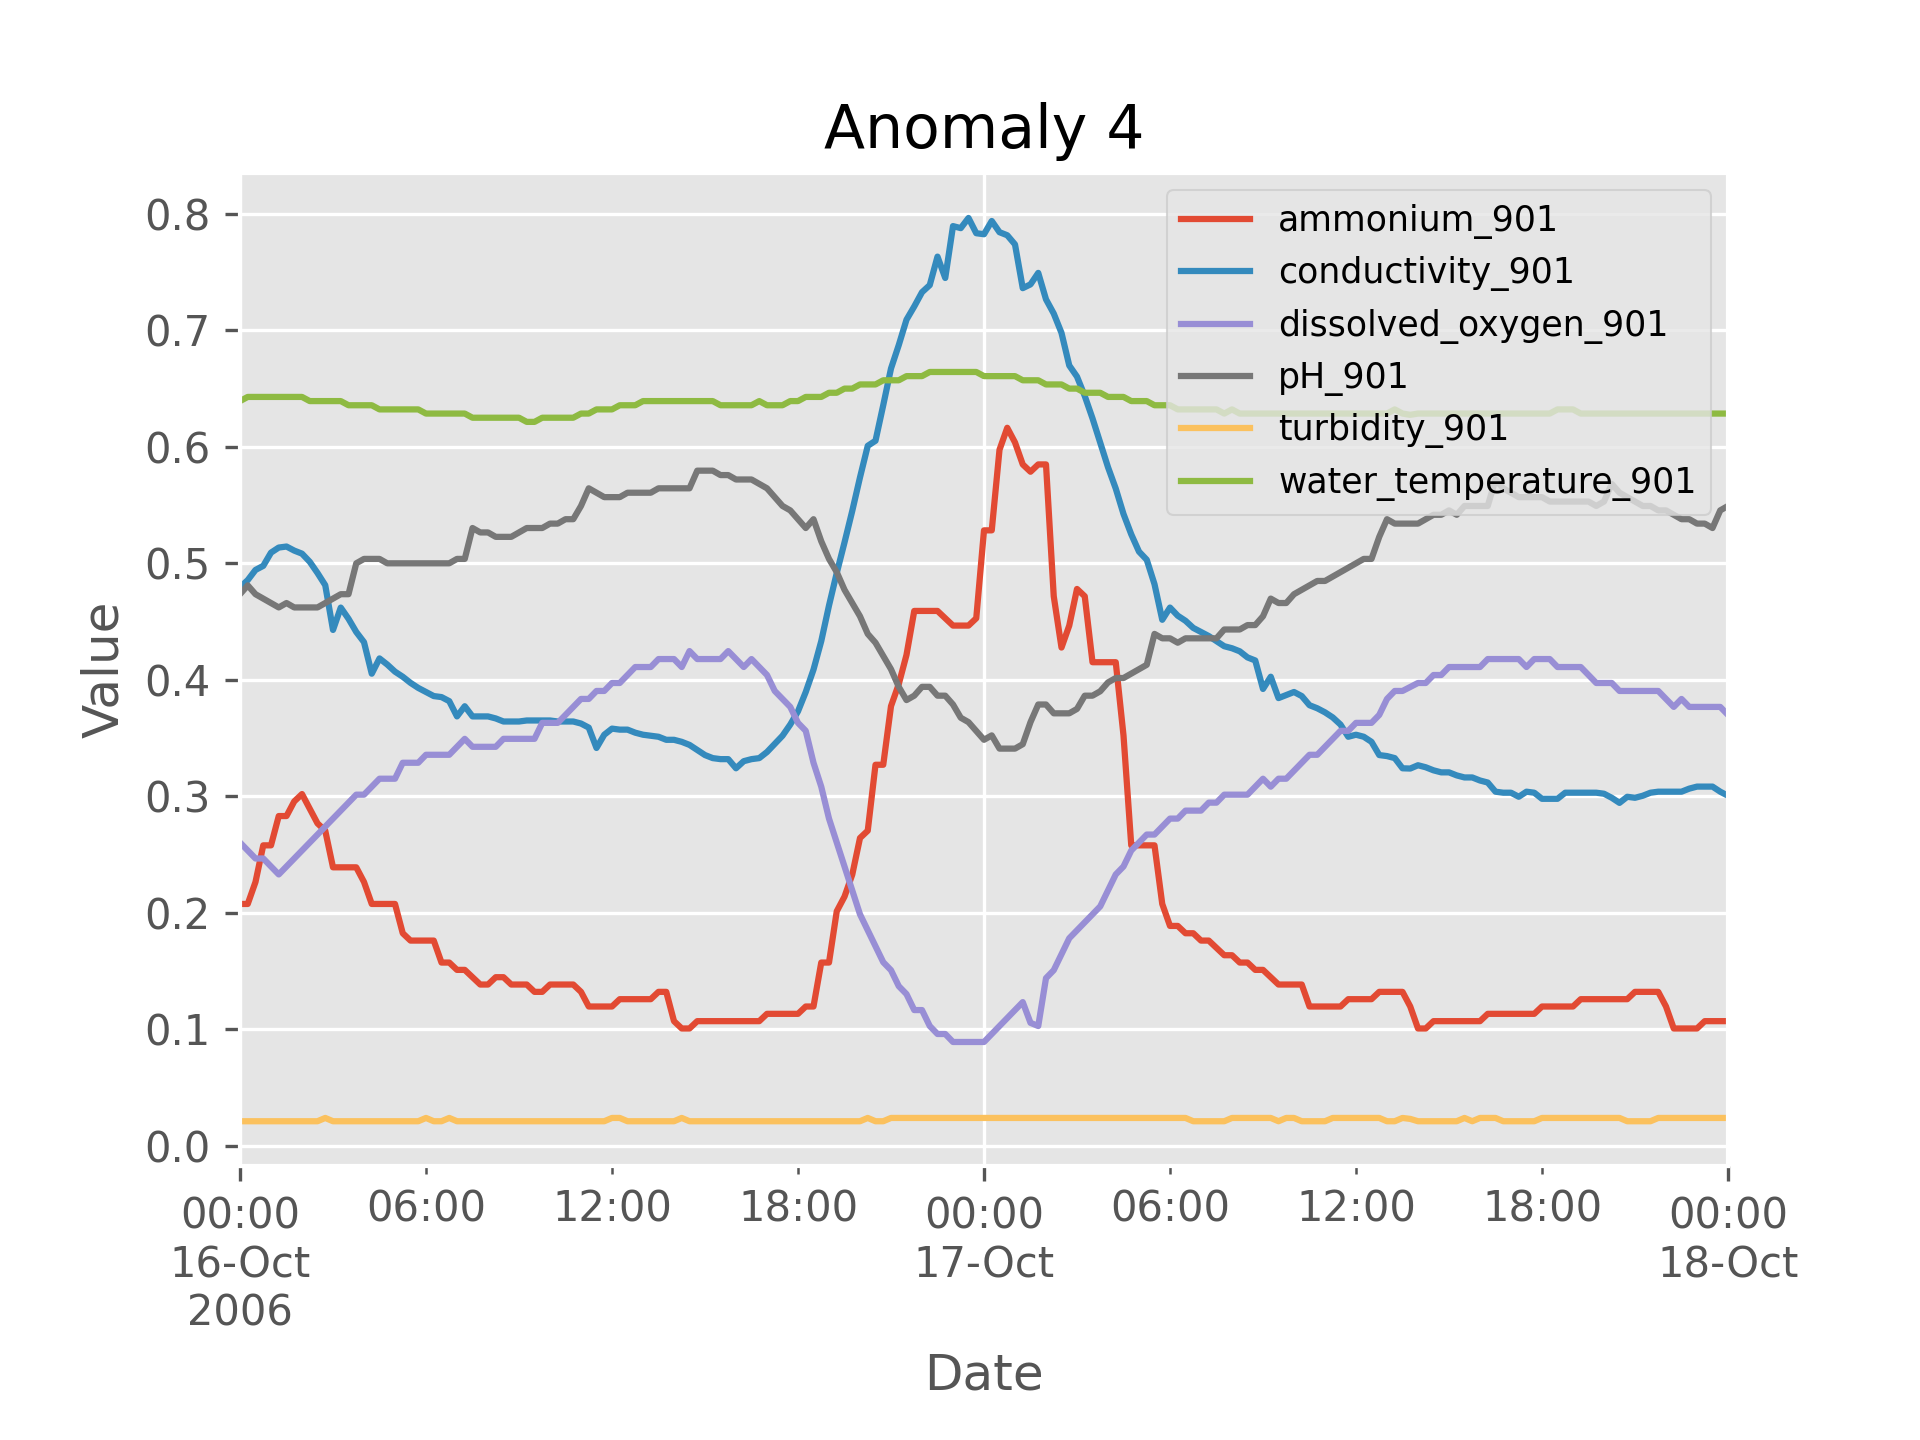 Anomaly 4
0.8
0.7
0.6
0.5
0.4
0.3
0.2
0.1
0.0
Value
ammonium_901
conductivity_901
dissolved_oxygen_901
pH_901
turbidity_901
water_temperature_901
00:00 06:00 12:00 18:00 00:00 06:00 12:00 18:00 00:00
16-Oct 17-Oct 18-Oct
2006
Date